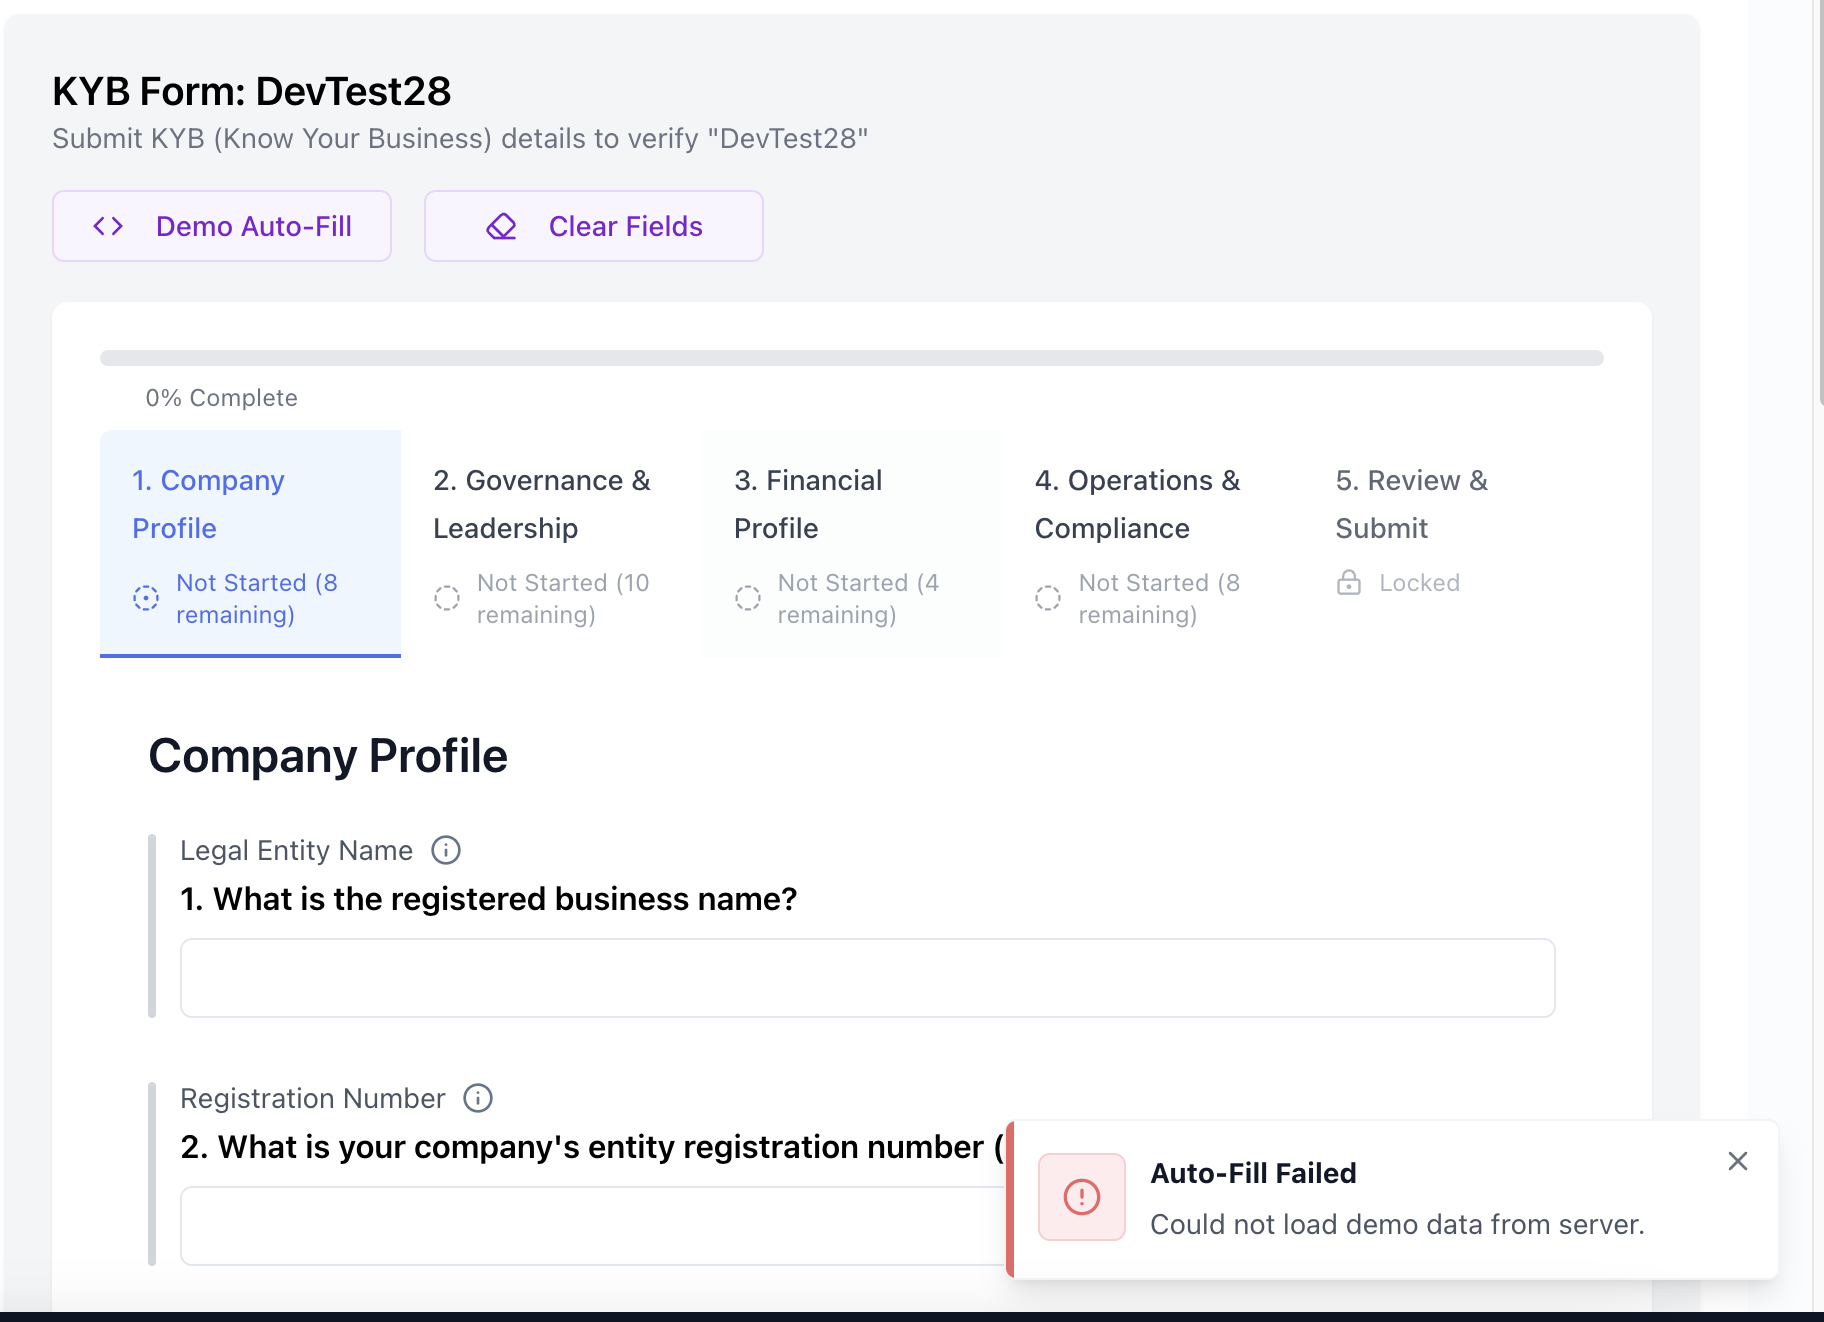 KYB Form: DevTest28
Submit KYB (Know Your Business) details to verify "DevTest28"
Demo Auto-Fill
Clear Fields
0% Complete
1. Company
Profile
Not Started (8
remaining)
2. Governance &
Leadership
Not Started (10
remaining)
3. Financial
Profile
Not Started (4
remaining)
4. Operations &
Compliance
Not Started (8
remaining)
5. Review &
Submit
Locked
Company Profile
Legal Entity Name
1. What is the registered business name?
Registration Number
2. What is your company's entity registration number (
Auto-Fill Failed
Could not load demo data from server.